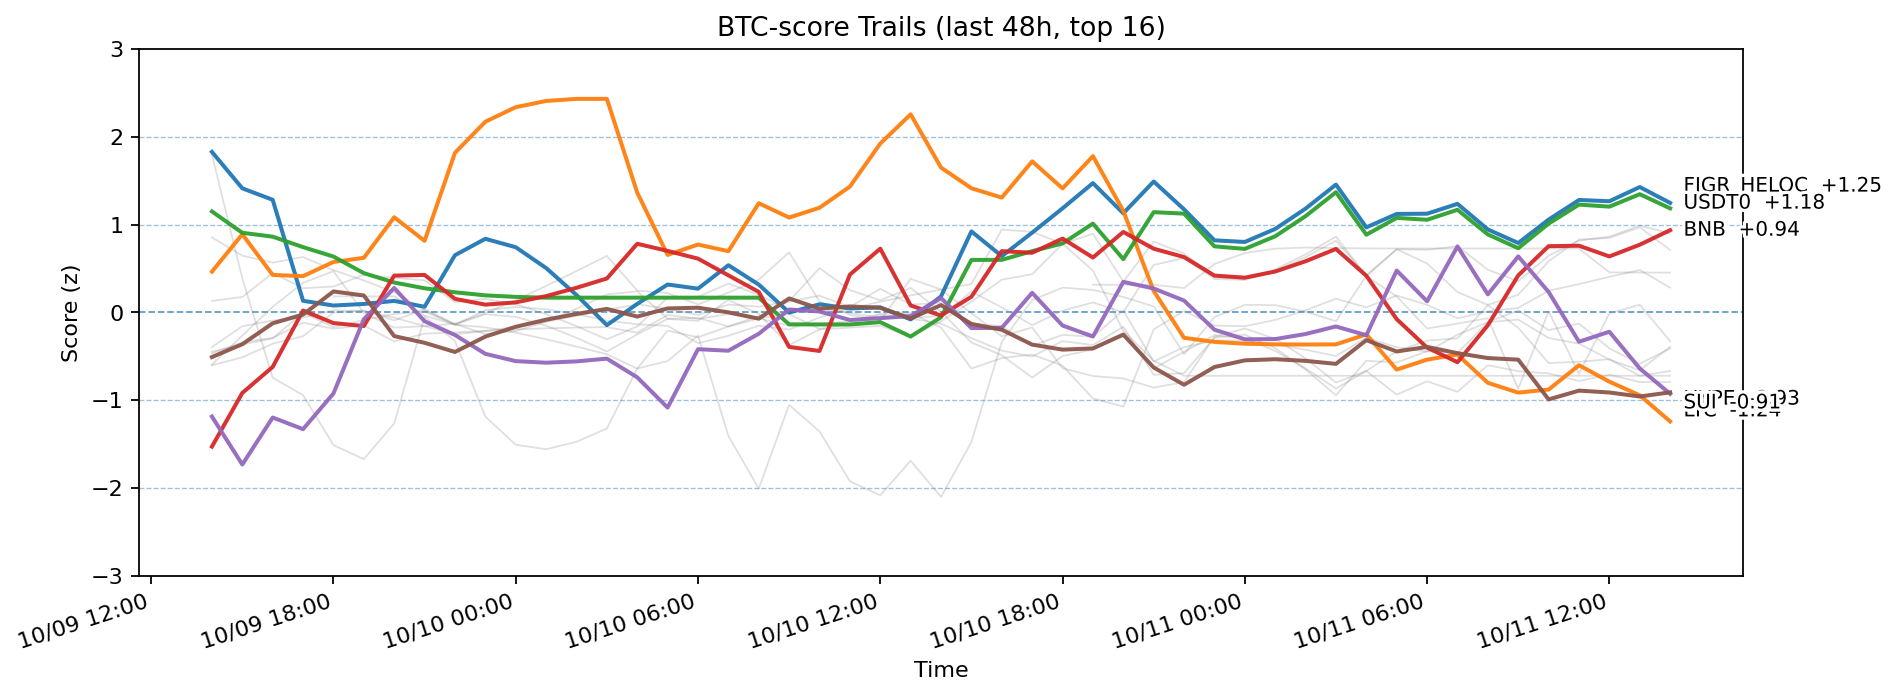 BTC-score Trails (last 48h, top 16)
Score (z)
3
2
1
0
−1
−2
−3
FIGR_HELOC +1.25
USDT0 +1.18
BNB +0.94
SUI -0.91
LTC -1.24
10/09 12:00
10/09 18:00
10/10 00:00
10/10 06:00
10/10 12:00
10/10 18:00
10/11 00:00
10/11 06:00
10/11 12:00
Time